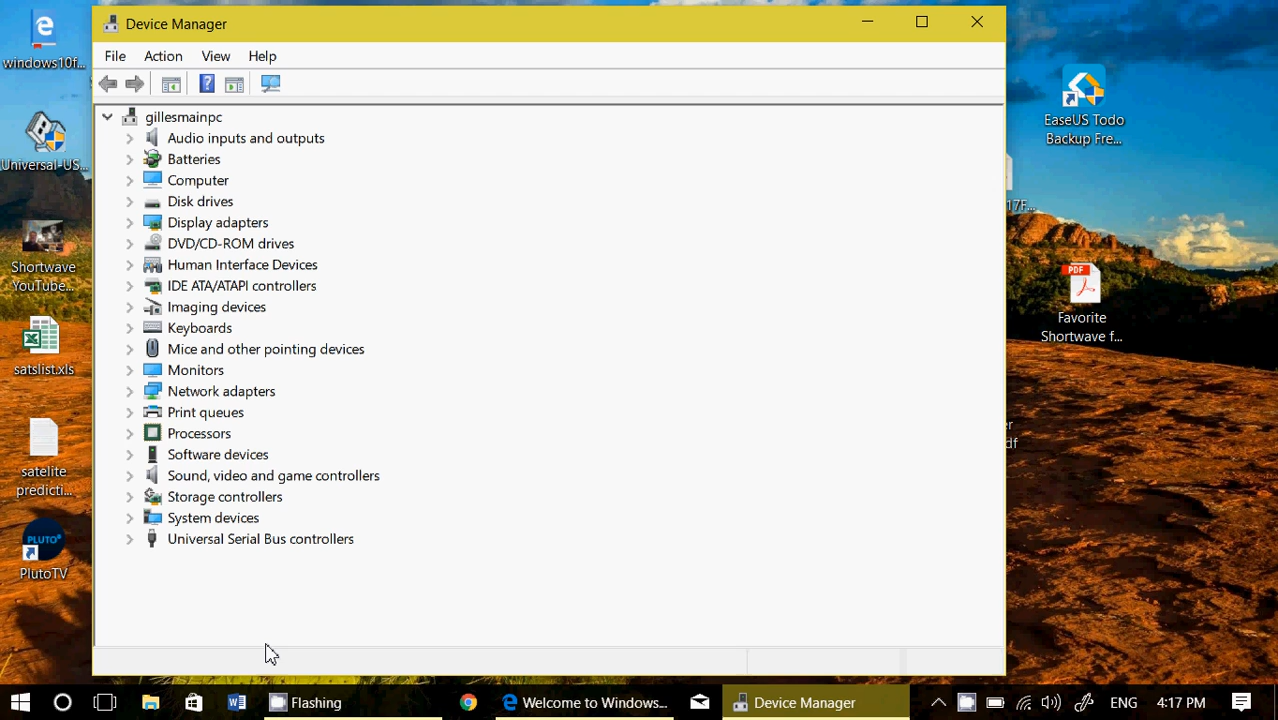 Device Manager
File Action View Help
gillesmainpc
Audio inputs and outputs
Batteries
Computer
Disk drives
Display adapters
DVD/CD-ROM drives
Human Interface Devices
IDE ATA/ATAPI controllers
Imaging devices
Keyboards
Mice and other pointing devices
Monitors
Network adapters
Print queues
Processors
Software devices
Sound, video and game controllers
Storage controllers
System devices
Universal Serial Bus controllers
windows10f...
Universal-US...
Shortwave
YouTube...
satslist.xls
satelite
predicti...
PLUTO
PlutoTV
EaseUS Todo
Backup Fre...
17F...
PDF
Favorite
Shortwave f...
er
df
Flashing
Welcome to Windows...
Device Manager
ENG
4:17 PM